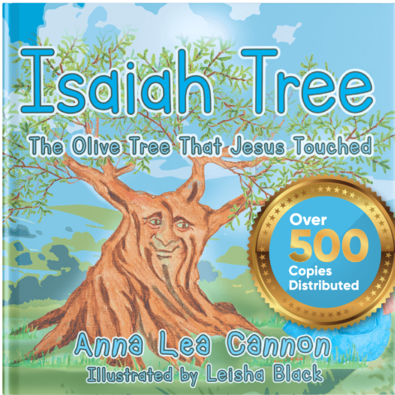 Isaiah Tree
The Olive Tree That Jesus Touched
Over
500
Copies
Distributed
Anna Lea Cannon
Illustrated by Leisha Black